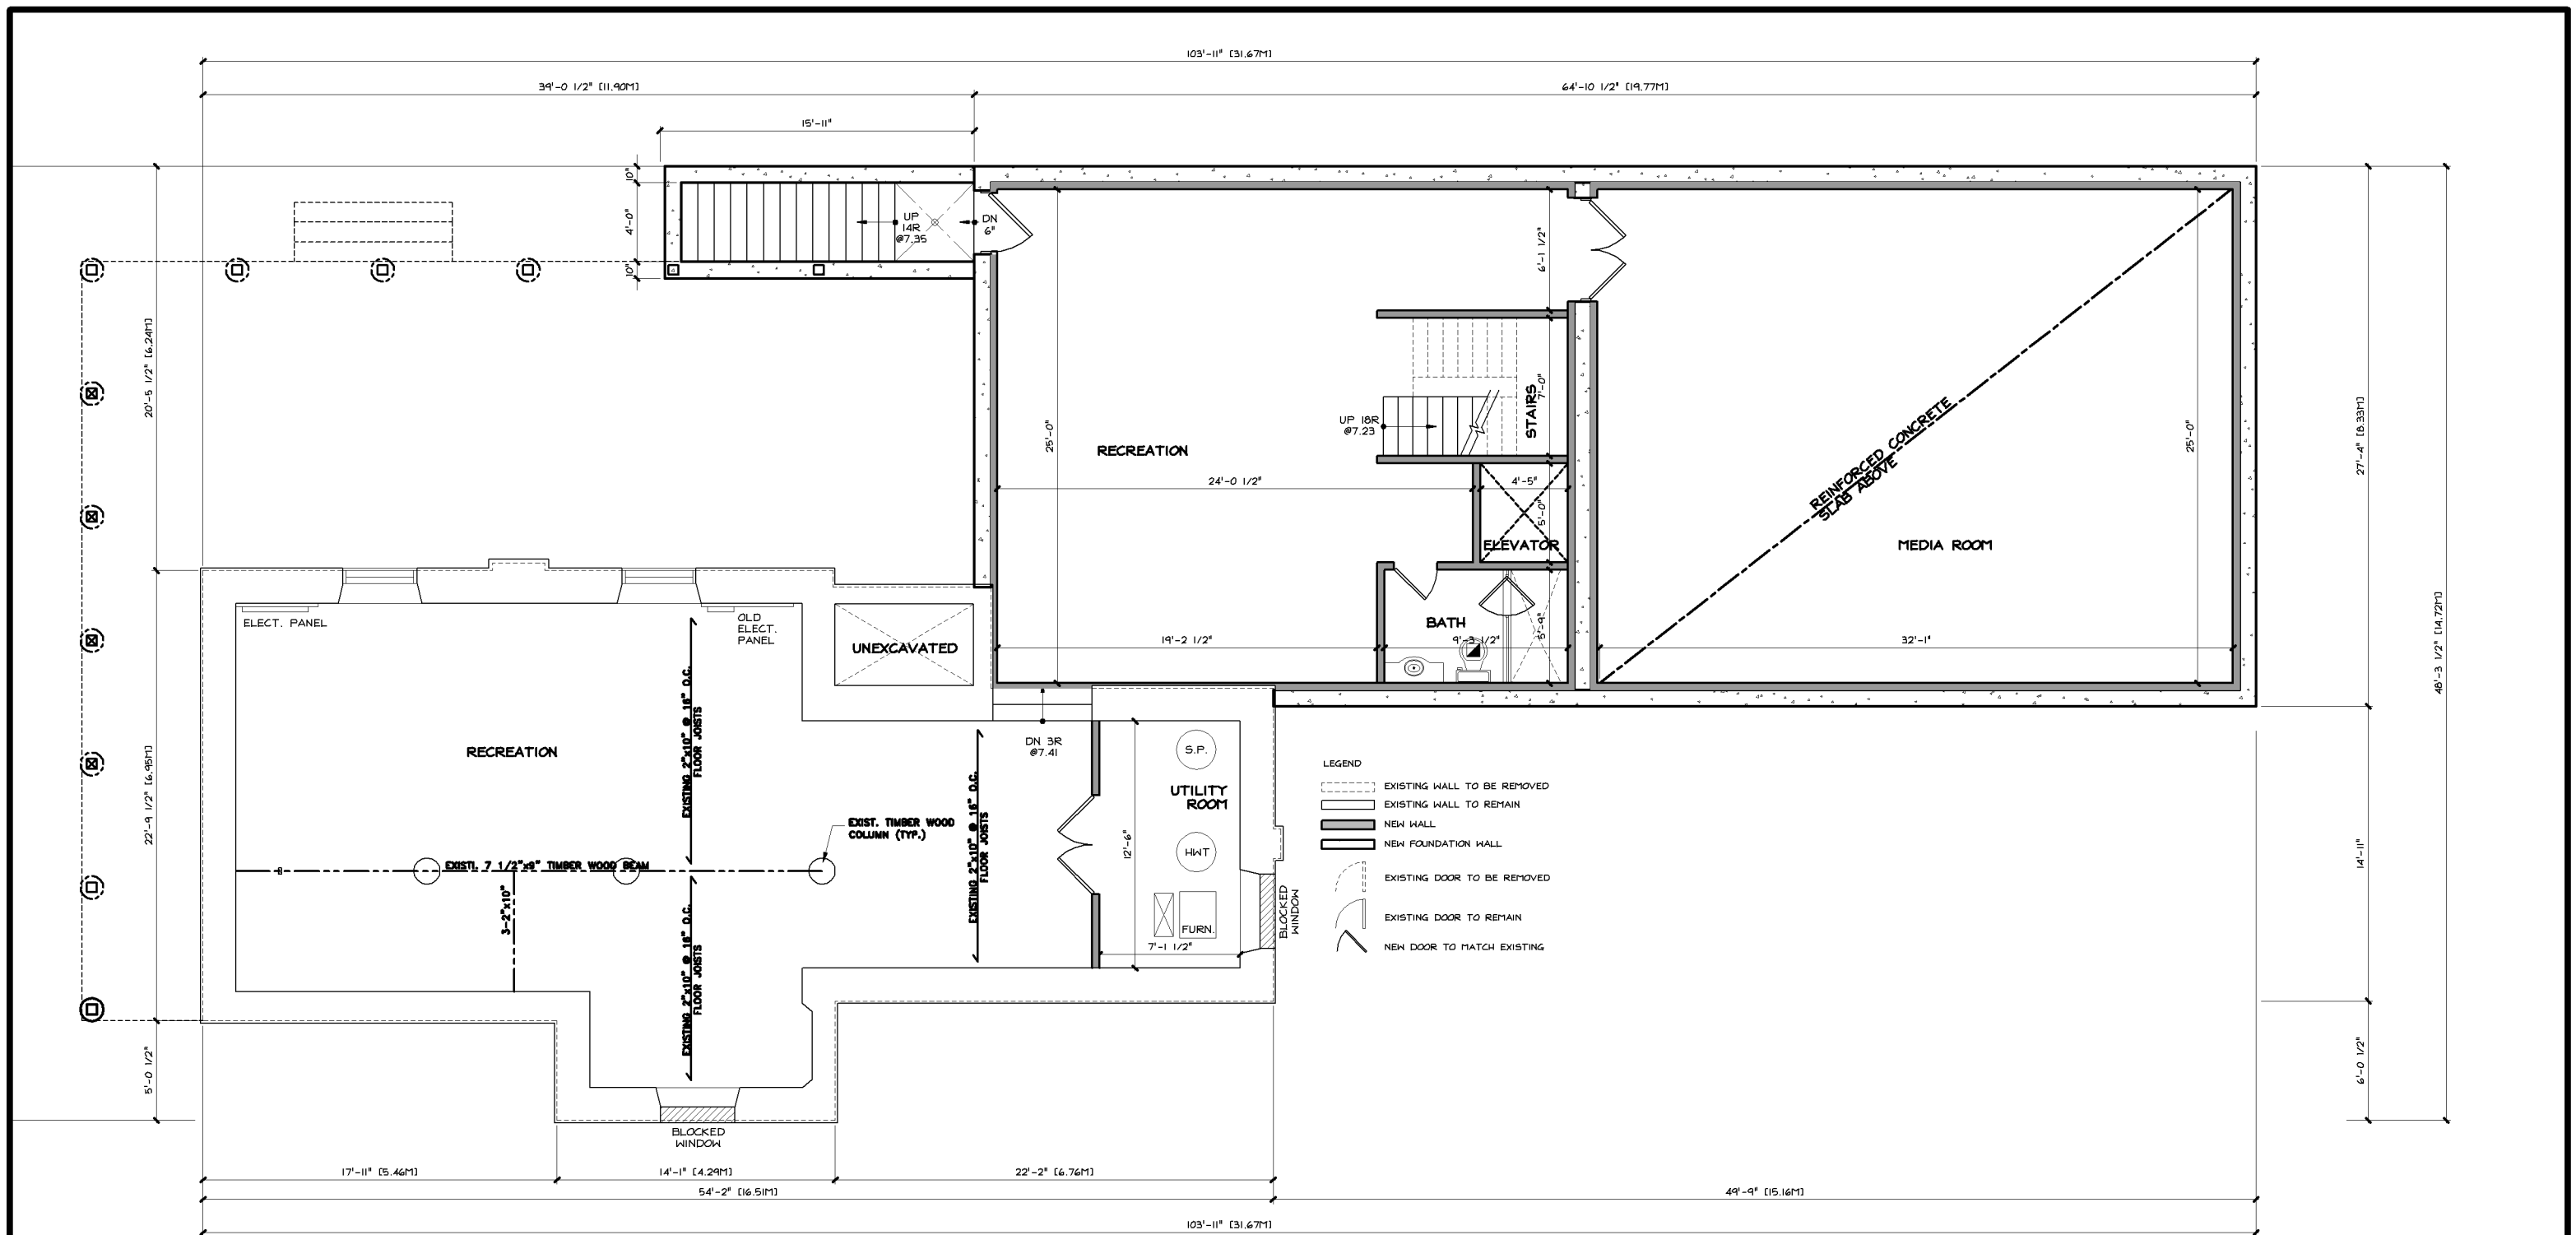 103'-11" [31.67M]
39'-0 1/2" [11.90M]
64'-10 1/2" [19.77M]
15'-11"
10"
4'-0"
10"
UP
14R
@7.35
DN
6"
6'-1 1/2"
20'-5 1/2" [6.24M]
25'-0"
RECREATION
UP 18R
@7.23
STAIRS
7'-0"
24'-0 1/2"
4'-5"
5'-0"
ELEVATOR
REINFORCED CONCRETE
SLAB ABOVE
MEDIA ROOM
25'-0"
27'-4" [8.33M]
48'-3 1/2" [14.72M]
ELECT. PANEL
OLD
ELECT.
PANEL
UNEXCAVATED
19'-2 1/2"
BATH
9'-3 1/2"
5'-9"
32'-1"
22'-9 1/2" [6.95M]
RECREATION
EXISTING 2"x10" @ 16" O.C.
FLOOR JOISTS
EXISTING 2"x10" @ 16" O.C.
FLOOR JOISTS
DN 3R
@7.41
S.P.
UTILITY
ROOM
HWT
FURN.
12'-6"
7'-1 1/2"
EXIST. TIMBER WOOD
COLUMN (TYP.)
EXISTI. 7 1/2"x9" TIMBER WOOD BEAM
3-2"x10"
EXISTING 2"x10" @ 16" O.C.
FLOOR JOISTS
BLOCKED
WINDOW
LEGEND
EXISTING WALL TO BE REMOVED
EXISTING WALL TO REMAIN
NEW WALL
NEW FOUNDATION WALL
EXISTING DOOR TO BE REMOVED
EXISTING DOOR TO REMAIN
NEW DOOR TO MATCH EXISTING
14'-11"
6'-0 1/2"
5'-0 1/2"
BLOCKED
WINDOW
17'-11" [5.46M]
14'-1" [4.29M]
22'-2" [6.76M]
54'-2" [16.51M]
49'-9" [15.16M]
103'-11" [31.67M]